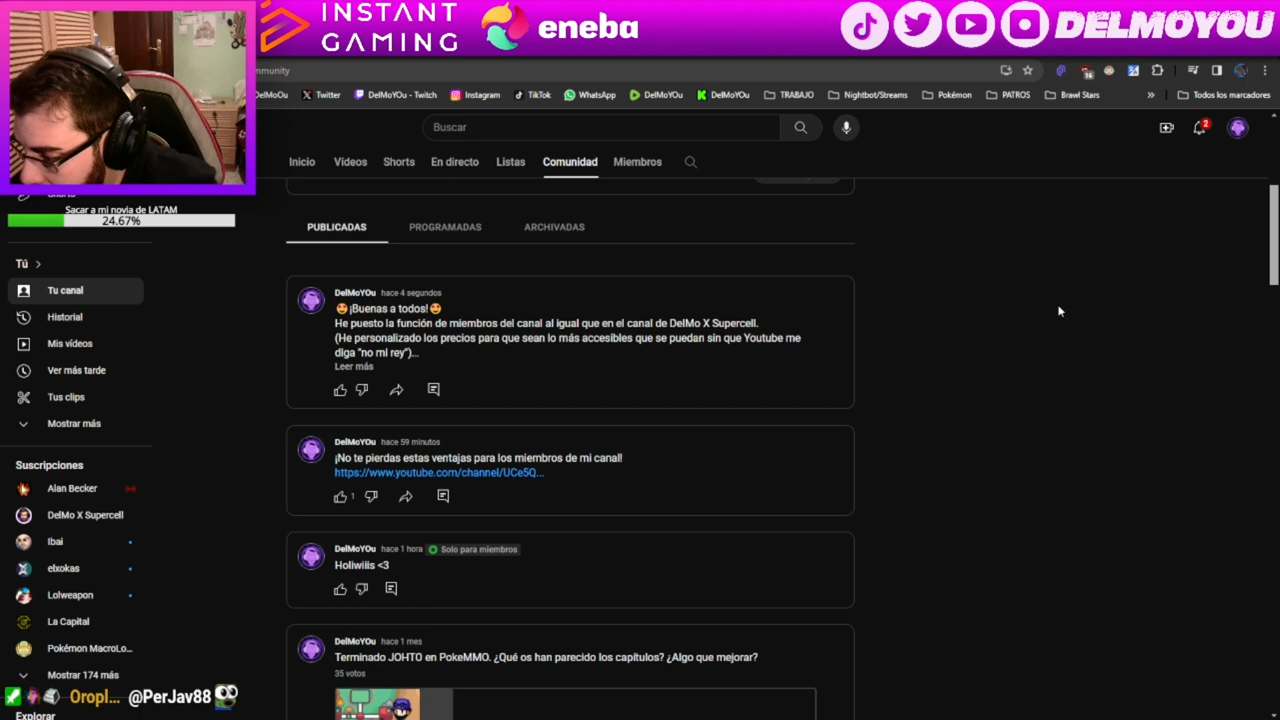 INSTANT
GAMING
eneba
DELMOYOU
mmunity
16
DelMoOu
Twitter
DelMoYOu - Twitch
Instagram
TikTok
WhatsApp
DelMoYOu
DelMoYOu
TRABAJO
Nightbot/Streams
Pokémon
PATROS
Brawl Stars
»
Todos los marcadores
Buscar
2
Inicio
Vídeos
Shorts
En directo
Listas
Comunidad
Miembros
Shorts
Sacar a mi novia de LATAM
24.67%
PUBLICADAS
PROGRAMADAS
ARCHIVADAS
Tú >
Tu canal
Historial
Mis vídeos
Ver más tarde
Tus clips
Mostrar más
Suscripciones
Alan Becker
DelMo X Supercell
Ibai
elxokas
Lolweapon
La Capital
Pokémon MacroLo...
Mostrar 174 más
Explorar
DelMoYOu hace 4 segundos
😍¡Buenas a todos!😍
He puesto la función de miembros del canal al igual que en el canal de DelMo X Supercell.
(He personalizado los precios para que sean lo más accesibles que se puedan sin que Youtube me
diga "no mi rey")...
Leer más
DelMoYOu hace 59 minutos
¡No te pierdas estas ventajas para los miembros de mi canal!
https://www.youtube.com/channel/UCe5Q...
1
DelMoYOu hace 1 hora Solo para miembros
Holiwiiis <3
DelMoYOu hace 1 mes
Terminado JOHTO en PokeMMO. ¿Qué os han parecido los capítulos? ¿Algo que mejorar?
35 votos
Oropl... @PerJav88